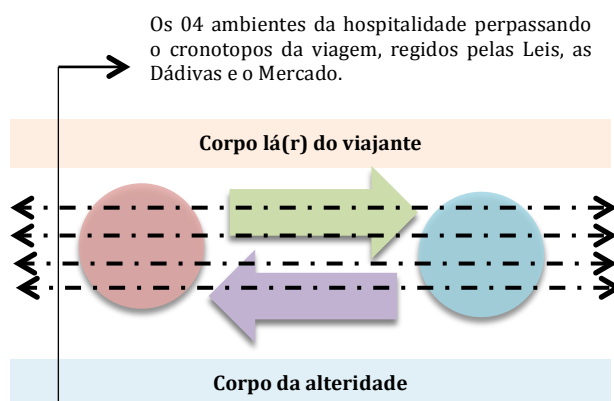 Os 04 ambientes da hospitalidade perpassando
o cronotopos da viagem, regidos pelas Leis, as
Dádivas e o Mercado.
Corpo lá(r) do viajante
Corpo da alteridade